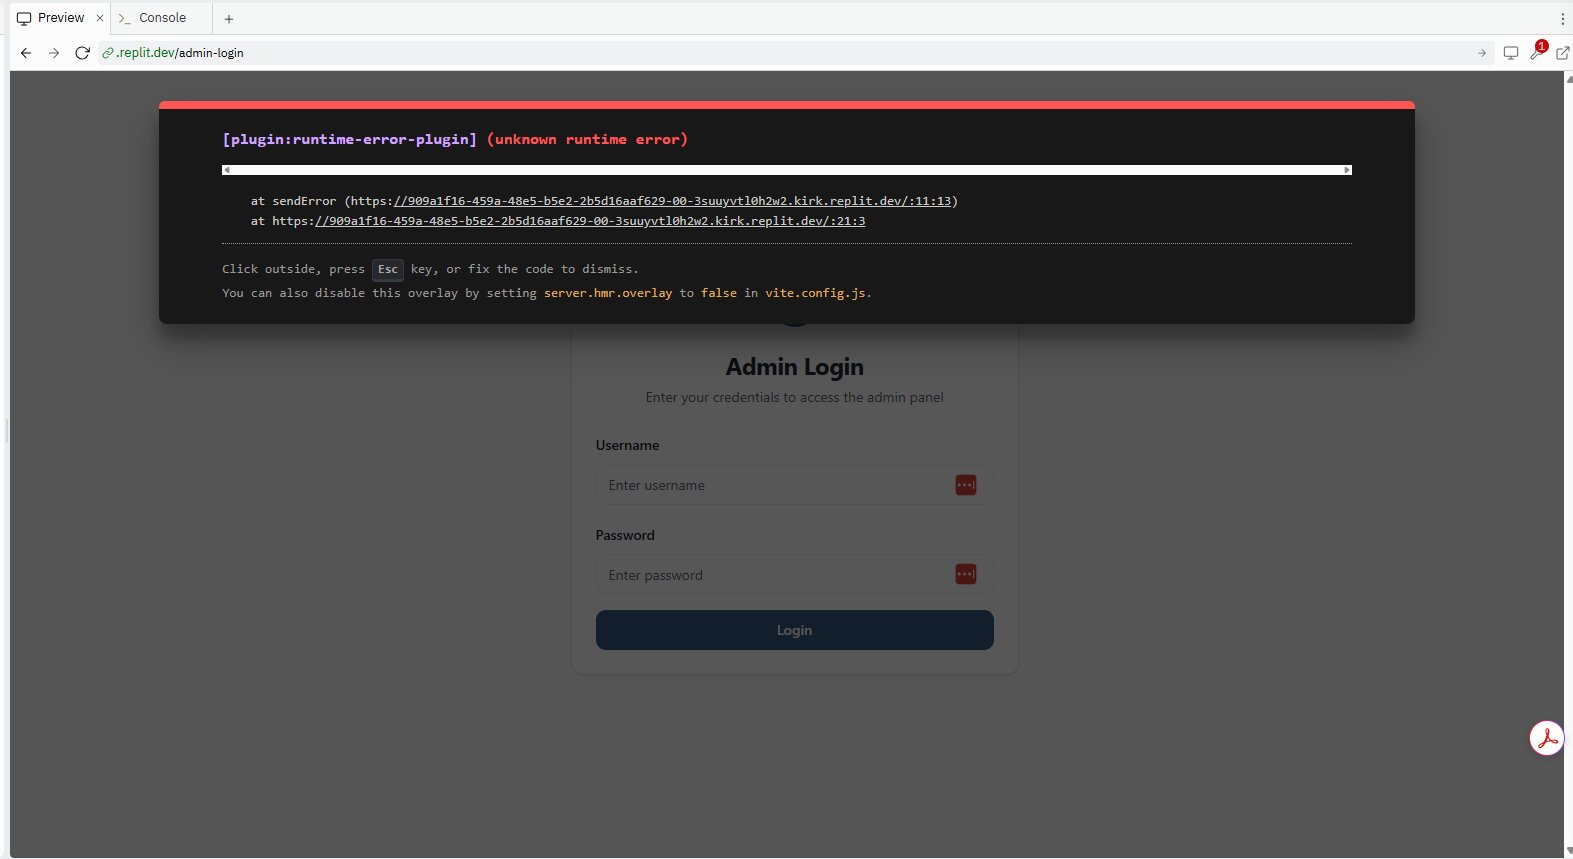 Preview
Console
.replit.dev/admin-login
1
[plugin:runtime-error-plugin] (unknown runtime error)
at sendError (https://909a1f16-459a-48e5-b5e2-2b5d16aaf629-00-3suuyvtl0h2w2.kirk.replit.dev/:11:13)
at https://909a1f16-459a-48e5-b5e2-2b5d16aaf629-00-3suuyvtl0h2w2.kirk.replit.dev/:21:3
Click outside, press Esc key, or fix the code to dismiss.
You can also disable this overlay by setting server.hmr.overlay to false in vite.config.js.
Admin Login
Enter your credentials to access the admin panel
Username
Enter username
Password
Enter password
Login